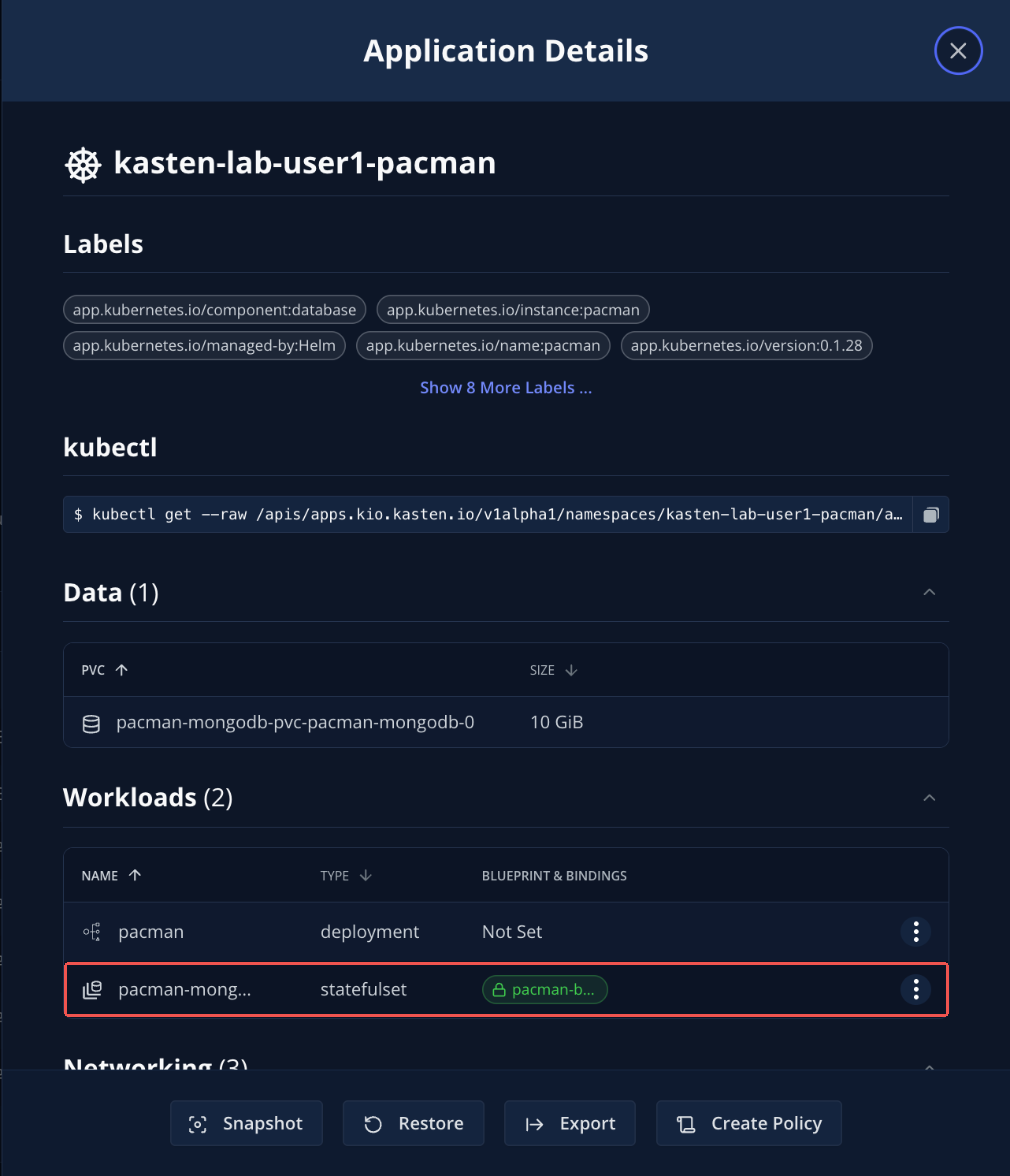 Application Details
kasten-lab-user1-pacman
Labels
app.kubernetes.io/component:database app.kubernetes.io/instance:pacman
app.kubernetes.io/managed-by:Helm app.kubernetes.io/name:pacman app.kubernetes.io/version:0.1.28
Show 8 More Labels ...
kubectl
$ kubectl get --raw /apis/apps.kio.kasten.io/v1alpha1/namespaces/kasten-lab-user1-pacman/a…
Data (1)
PVC SIZE
pacman-mongodb-pvc-pacman-mongodb-0 10 GiB
Workloads (2)
NAME TYPE BLUEPRINT & BINDINGS
pacman deployment Not Set
pacman-mong... statefulset pacman-b...
Networking (3)
Snapshot Restore Export Create Policy